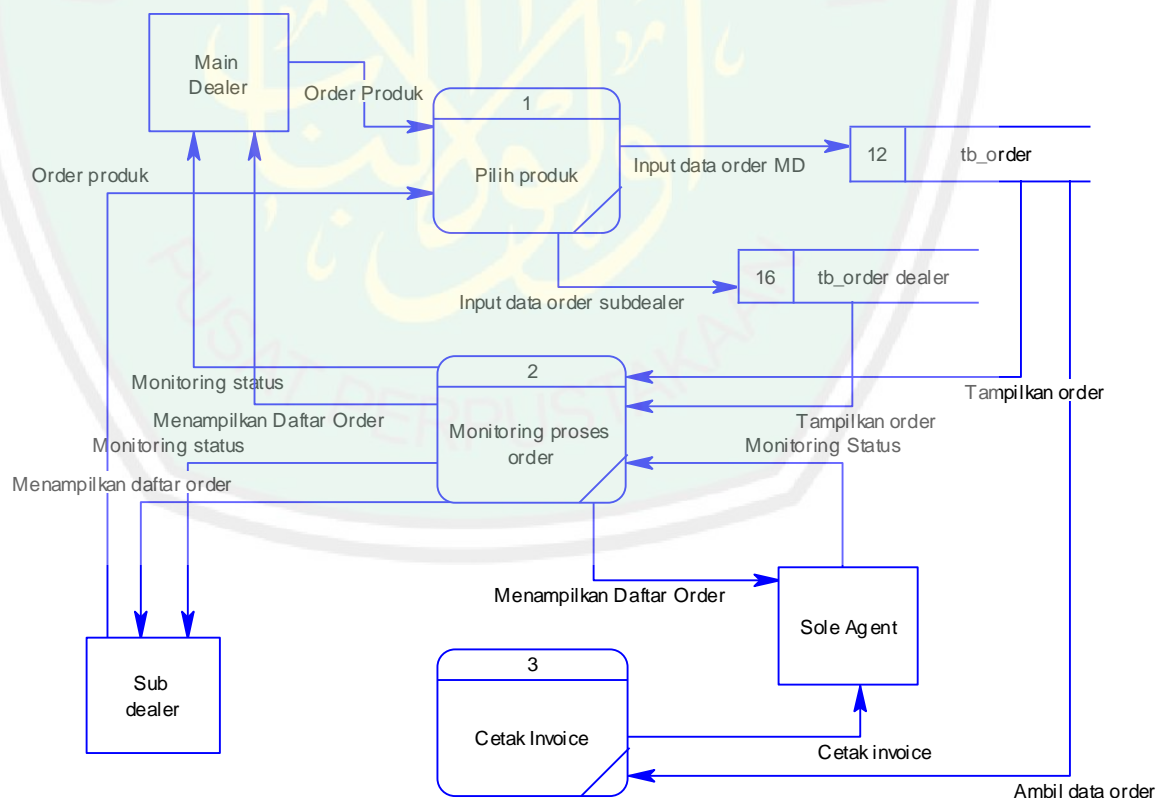 Main
Dealer
Order Produk
1
Pilih produk
Input data order MD
12
tb_order
Order produk
16
tb_order dealer
Input data order subdealer
2
Monitoring proses
order
Monitoring status
Menampilkan Daftar Order
Tampilkan order
Tampilkan order
Monitoring status
Monitoring Status
Menampilkan daftar order
Menampilkan Daftar Order
Sole Agent
Sub
dealer
3
Cetak Invoice
Cetak invoice
Ambil data order
PUSAT PERPUSTAKAAN